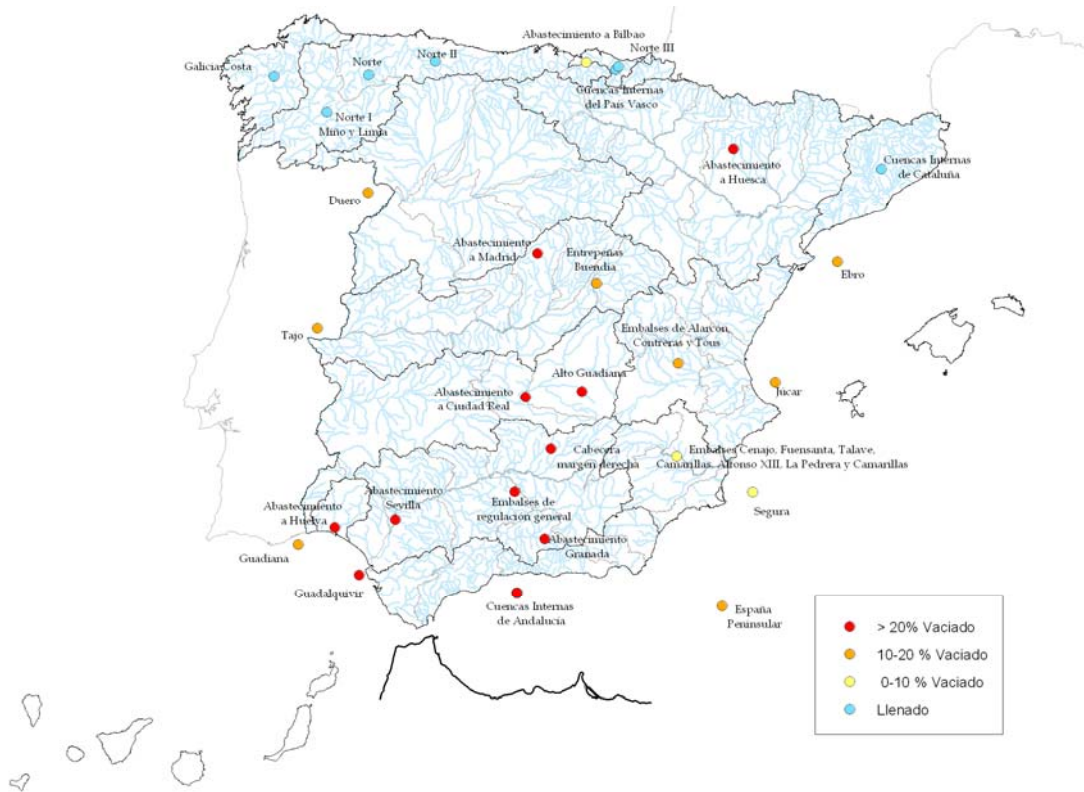 Abastecimiento a Bilbao
Norte III
Norte II
Norte
Galicia Costa
Cuencas Internas
del País Vasco
Norte I
Miño y Limia
Abastecimiento
a Huesca
Cuencas Internas
de Cataluña
Duero
Abastecimiento
a Madrid
Entrepeñas
Buendía
Ebro
Tajo
Embalses de Alarcón,
Contreras y Tous
Alto Guadiana
Abastecimiento
a Ciudad Real
Júcar
Cabecera
margen derecha
Embalses Cenajo, Fuensanta, Talave,
Camarillas, Alfonso XIII, La Pedrera y Camarillas
Abastecimiento
Sevilla
Embalses de
regulación general
Segura
Abastecimiento
a Huelva
Abastecimiento
Granada
Guadiana
Guadalquivir
Cuencas Internas
de Andalucía
España
Peninsular
> 20% Vaciado
10-20 % Vaciado
0-10 % Vaciado
Llenado